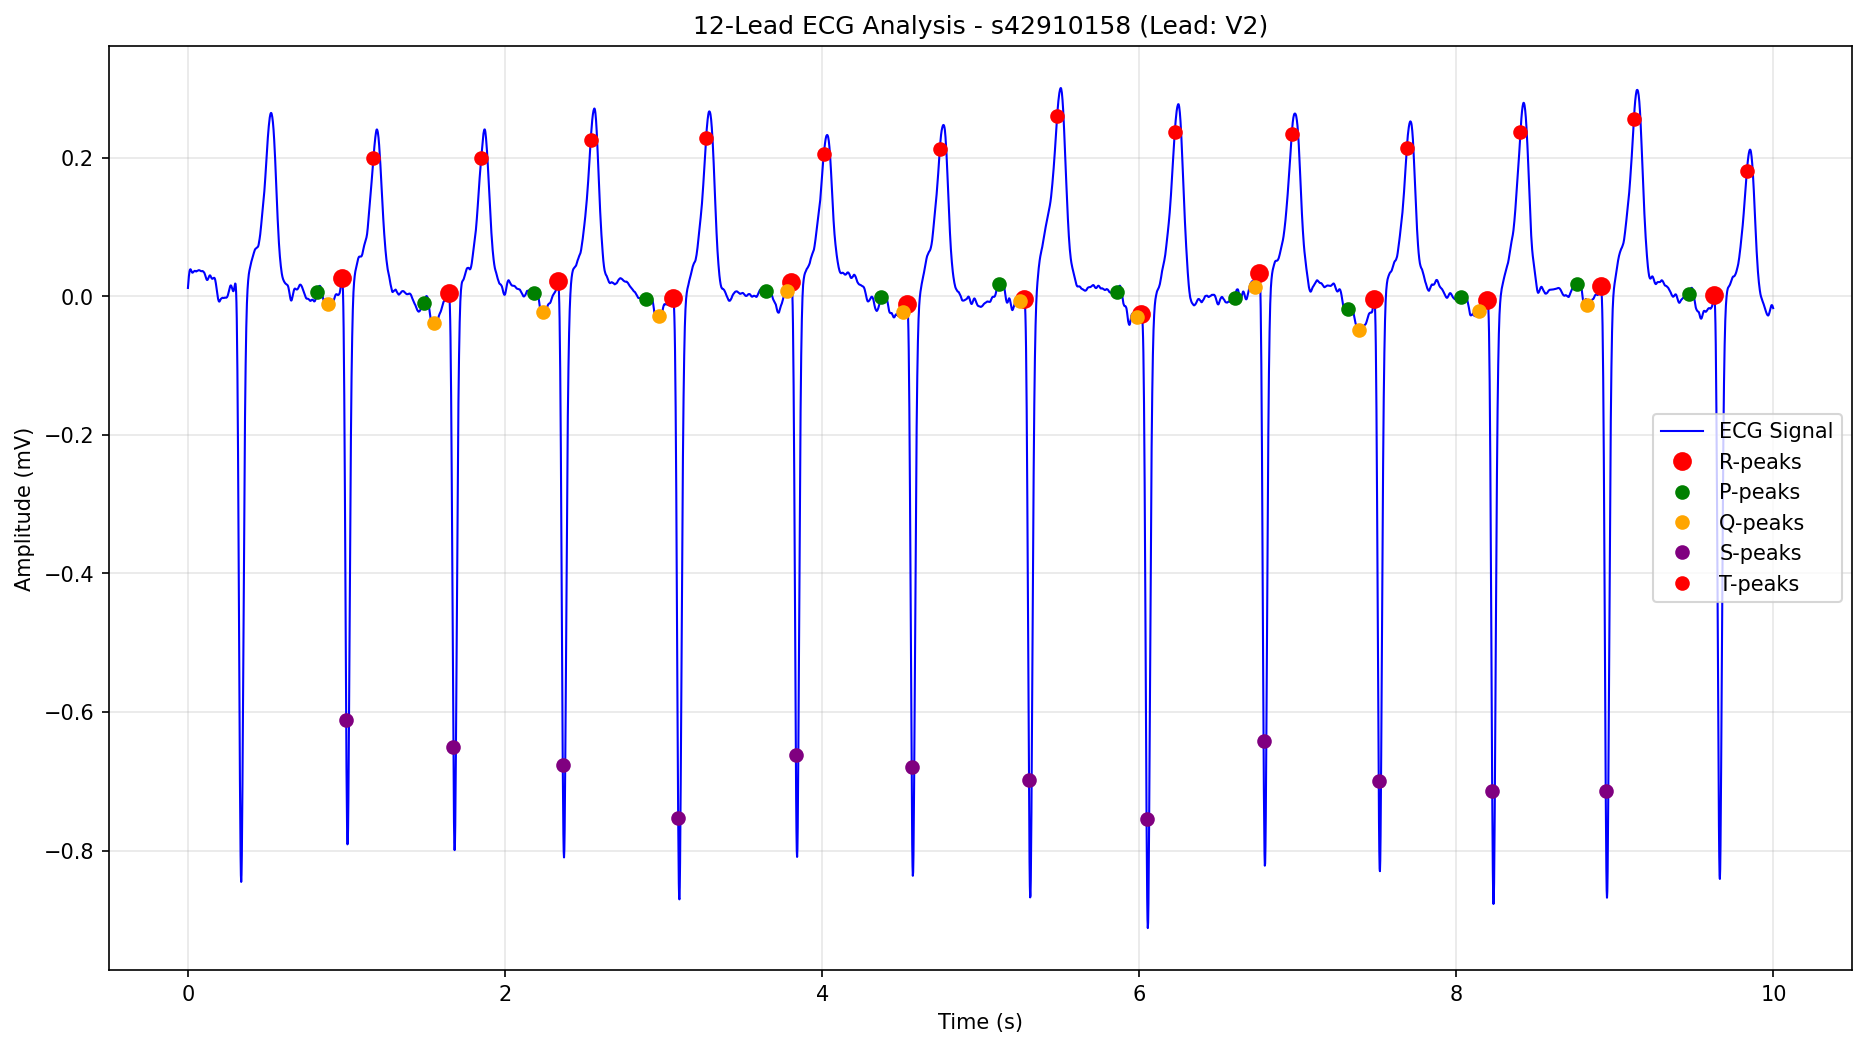 12-Lead ECG Analysis - s42910158 (Lead: V2)
Amplitude (mV)
0.2
0.0
−0.2
−0.4
−0.6
−0.8
ECG Signal
R-peaks
P-peaks
Q-peaks
S-peaks
T-peaks
0 2 4 6 8 10
Time (s)